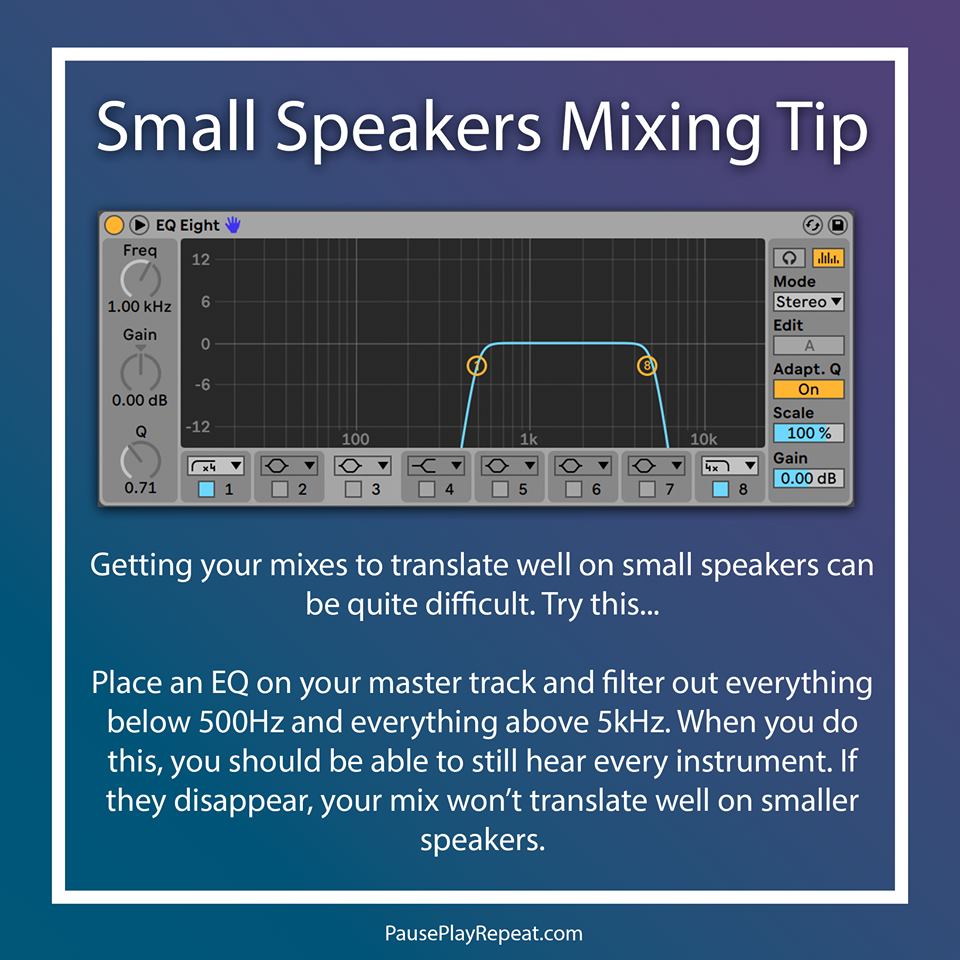 Small Speakers Mixing Tip
EQ Eight
Freq
1.00 kHz
Gain
0.00 dB
Q
0.71
12
6
0
-6
-12
100
1k
10k
8
x4
4x
1
2
3
4
5
6
7
8
Mode
Stereo
Edit
A
Adapt. Q
On
Scale
100 %
Gain
0.00 dB
Getting your mixes to translate well on small speakers can
be quite difficult. Try this...
Place an EQ on your master track and filter out everything
below 500Hz and everything above 5kHz. When you do
this, you should be able to still hear every instrument. If
they disappear, your mix won’t translate well on smaller
speakers.
PausePlayRepeat.com